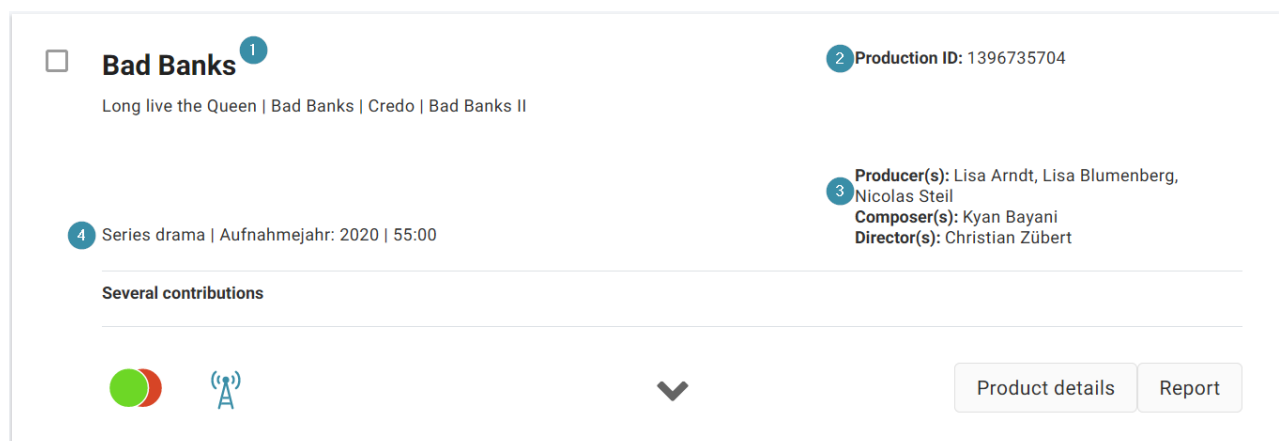 Bad Banks 1
2 Production ID: 1396735704
Long live the Queen | Bad Banks | Credo | Bad Banks II
3 Producer(s): Lisa Arndt, Lisa Blumenberg,
Nicolas Steil
Composer(s): Kyan Bayani
Director(s): Christian Zübert
4 Series drama | Aufnahmejahr: 2020 | 55:00
Several contributions
Product details
Report